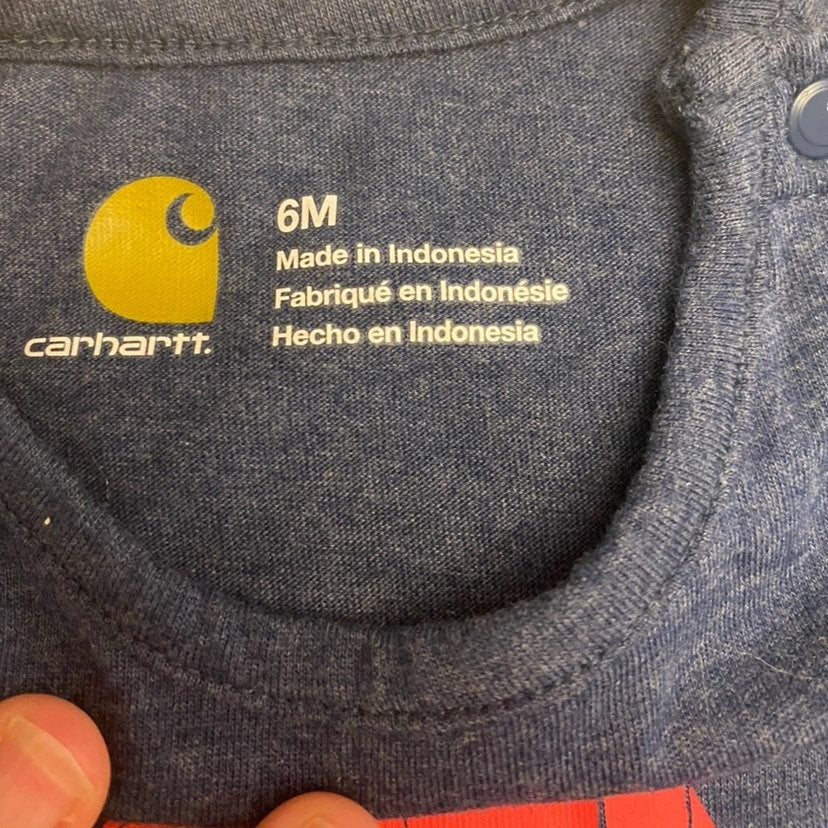 carhartt.
6M
Made in Indonesia
Fabriqué en Indonésie
Hecho en Indonesia